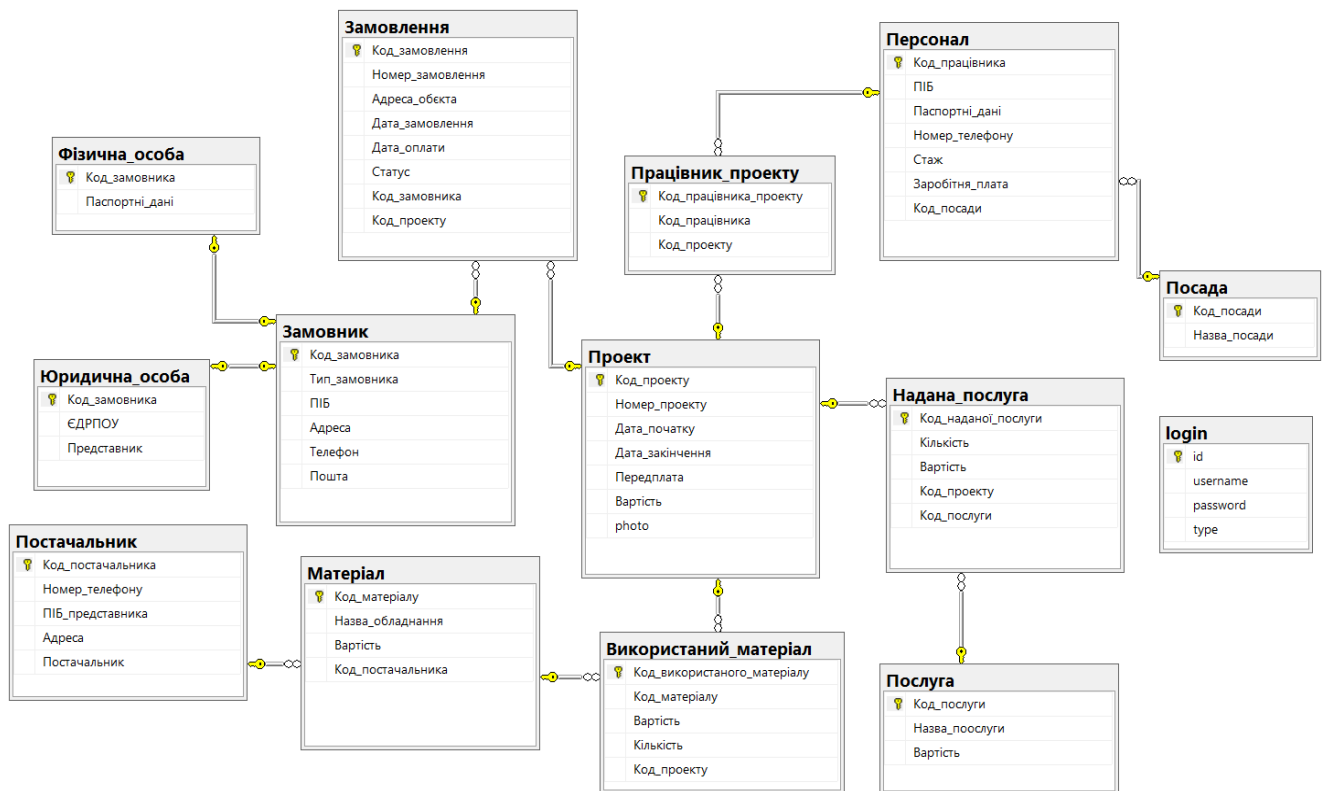 Замовлення
Код_замовлення
Номер_замовлення
Адреса_обєкта
Дата_замовлення
Дата_оплати
Статус
Код_замовника
Код_проекту
Персонал
Код_працівника
ПІБ
Паспортні_дані
Номер_телефону
Стаж
Заробітня_плата
Код_посади
Фізична_особа
Код_замовника
Паспортні_дані
Працівник_проекту
Код_працівника_проекту
Код_працівника
Код_проекту
Посада
Код_посади
Назва_посади
Замовник
Код_замовника
Тип_замовника
ПІБ
Адреса
Телефон
Пошта
Юридична_особа
Код_замовника
ЄДРПОУ
Представник
Проект
Код_проекту
Номер_проекту
Дата_початку
Дата_закінчення
Передплата
Вартість
photo
Надана_послуга
Код_наданої_послуги
Кількість
Вартість
Код_проекту
Код_послуги
login
id
username
password
type
Постачальник
Код_постачальника
Номер_телефону
ПІБ_представника
Адреса
Постачальник
Матеріал
Код_матеріалу
Назва_обладнання
Вартість
Код_постачальника
Використаний_матеріал
Код_використаного_матеріалу
Код_матеріалу
Вартість
Кількість
Код_проекту
Послуга
Код_послуги
Назва_поослуги
Вартість